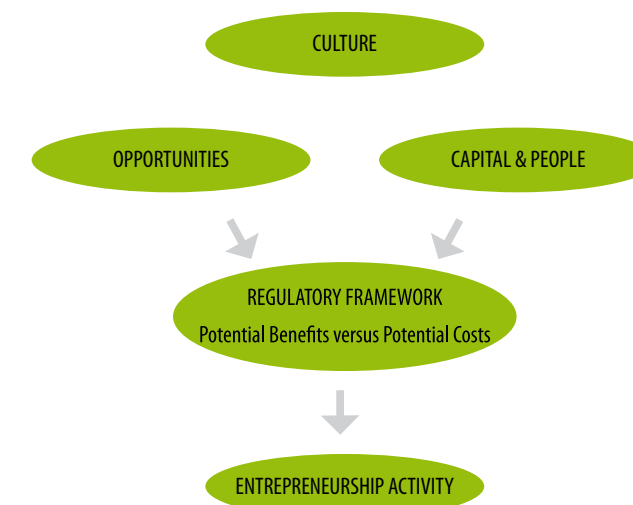 CULTURE
OPPORTUNITIES
CAPITAL & PEOPLE
REGULATORY FRAMEWORK
Potential Benefits versus Potential Costs
ENTREPRENEURSHIP ACTIVITY